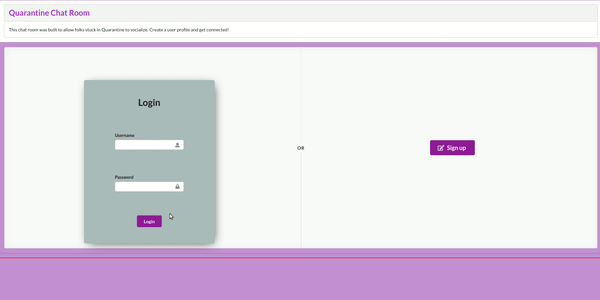 Quarantine Chat Room
This chat room was built to allow folks stuck in Quarantine to socialize. Create a user profile and get connected!
Login
Username
Password
Login
OR
Sign up